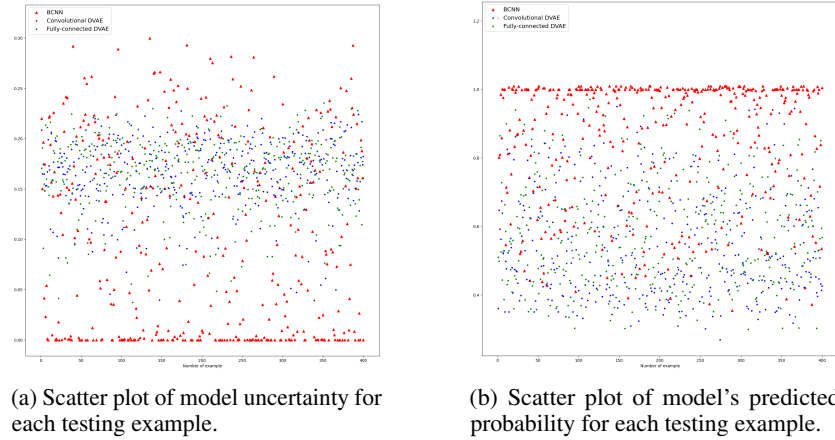 BCNN
Convolutional DVAE
Fully-connected DVAE
0.30
0.25
0.20
0.15
0.10
0.05
0.00
0
50
100
150
200
250
300
350
400
Number of example
(a) Scatter plot of model uncertainty for
each testing example.
BCNN
Convolutional DVAE
Fully-connected DVAE
1.2
1.0
0.8
0.6
0.4
0
50
100
150
200
250
300
350
400
Number of example
(b) Scatter plot of model's predicted
probability for each testing example.